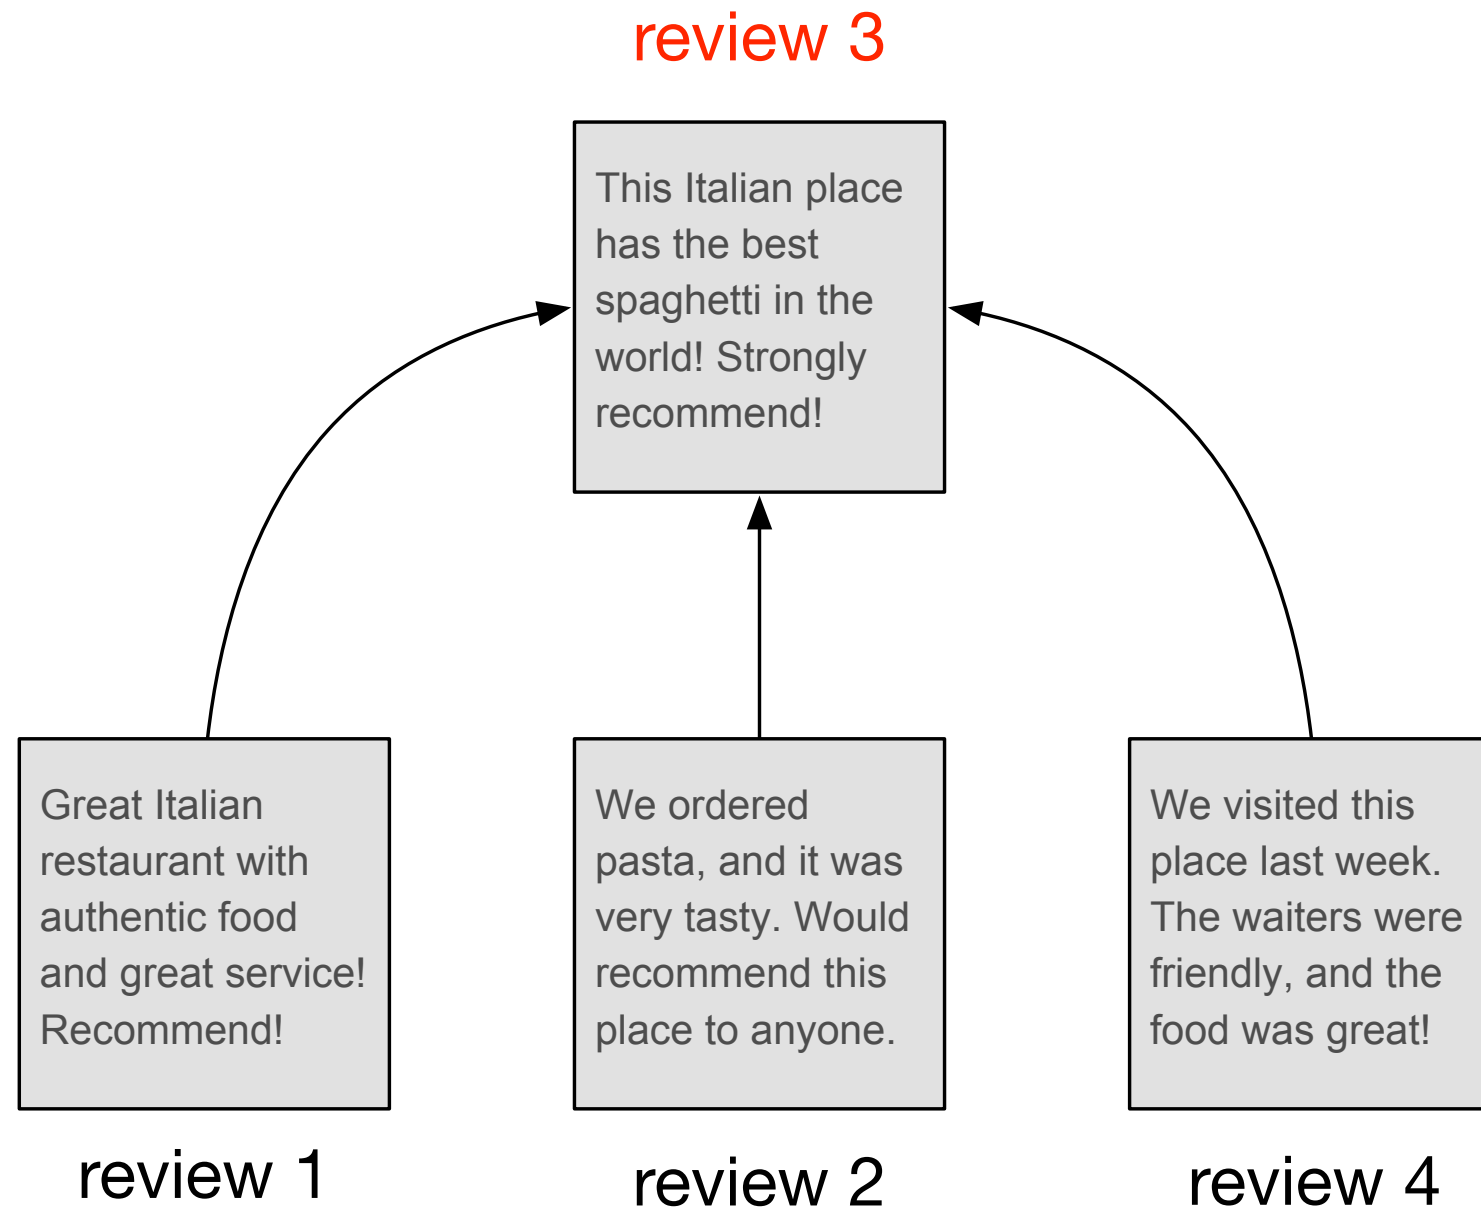 review 3
This Italian place
has the best
spaghetti in the
world! Strongly
recommend!
Great Italian
restaurant with
authentic food
and great service!
Recommend!
review 1
We ordered
pasta, and it was
very tasty. Would
recommend this
place to anyone.
review 2
We visited this
place last week.
The waiters were
friendly, and the
food was great!
review 4